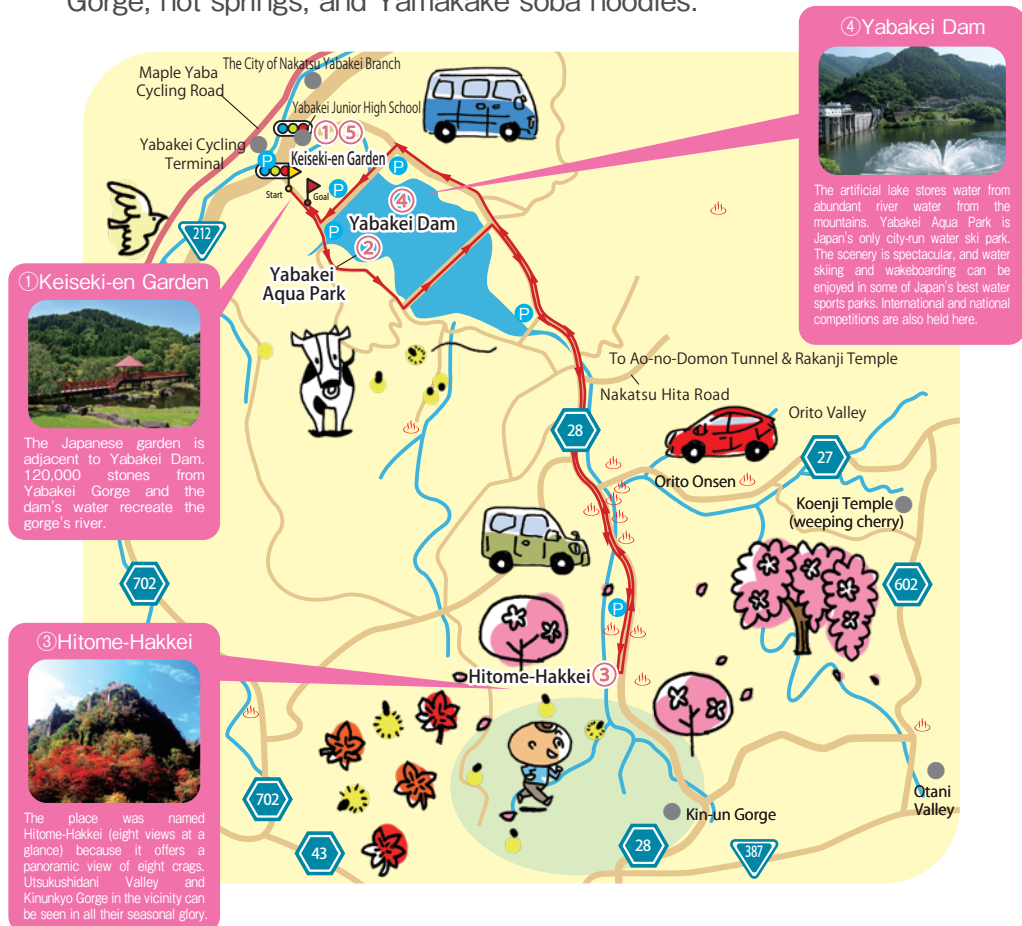 Gorge, hot springs, and Yamakake soba noodles.
④Yabakei Dam
The artificial lake stores water from
abundant river water from the
mountains. Yabakei Aqua Park is
Japan's only city-run water ski park.
The scenery is spectacular, and water
skiing and wakeboarding can be
enjoyed in some of Japan's best water
sports parks. International and national
competitions are also held here.
The City of Nakatsu Yabakei Branch
Maple Yaba
Cycling Road
Yabakei Junior High School
Yabakei Cycling
Terminal
① ⑤
Keiseki-en Garden
P
P
P
Start
Goal
④
Yabakei Dam
P
②
Yabakei
Aqua Park
212
①Keiseki-en Garden
The Japanese garden is
adjacent to Yabakei Dam.
120,000 stones from
Yabakei Gorge and the
dam's water recreate the
gorge's river.
P
To Ao-no-Domon Tunnel & Rakanji Temple
Nakatsu Hita Road
28
Orito Valley
27
Orito Onsen
Koenji Temple
(weeping cherry)
702
602
P
③Hitome-Hakkei
The place was named
Hitome-Hakkei (eight views at a
glance) because it offers a
panoramic view of eight crags.
Utsukushidani Valley and
Kinunkyo Gorge in the vicinity can
be seen in all their seasonal glory.
Hitome-Hakkei ③
702
43
Kin-un Gorge
28
387
Otani
Valley